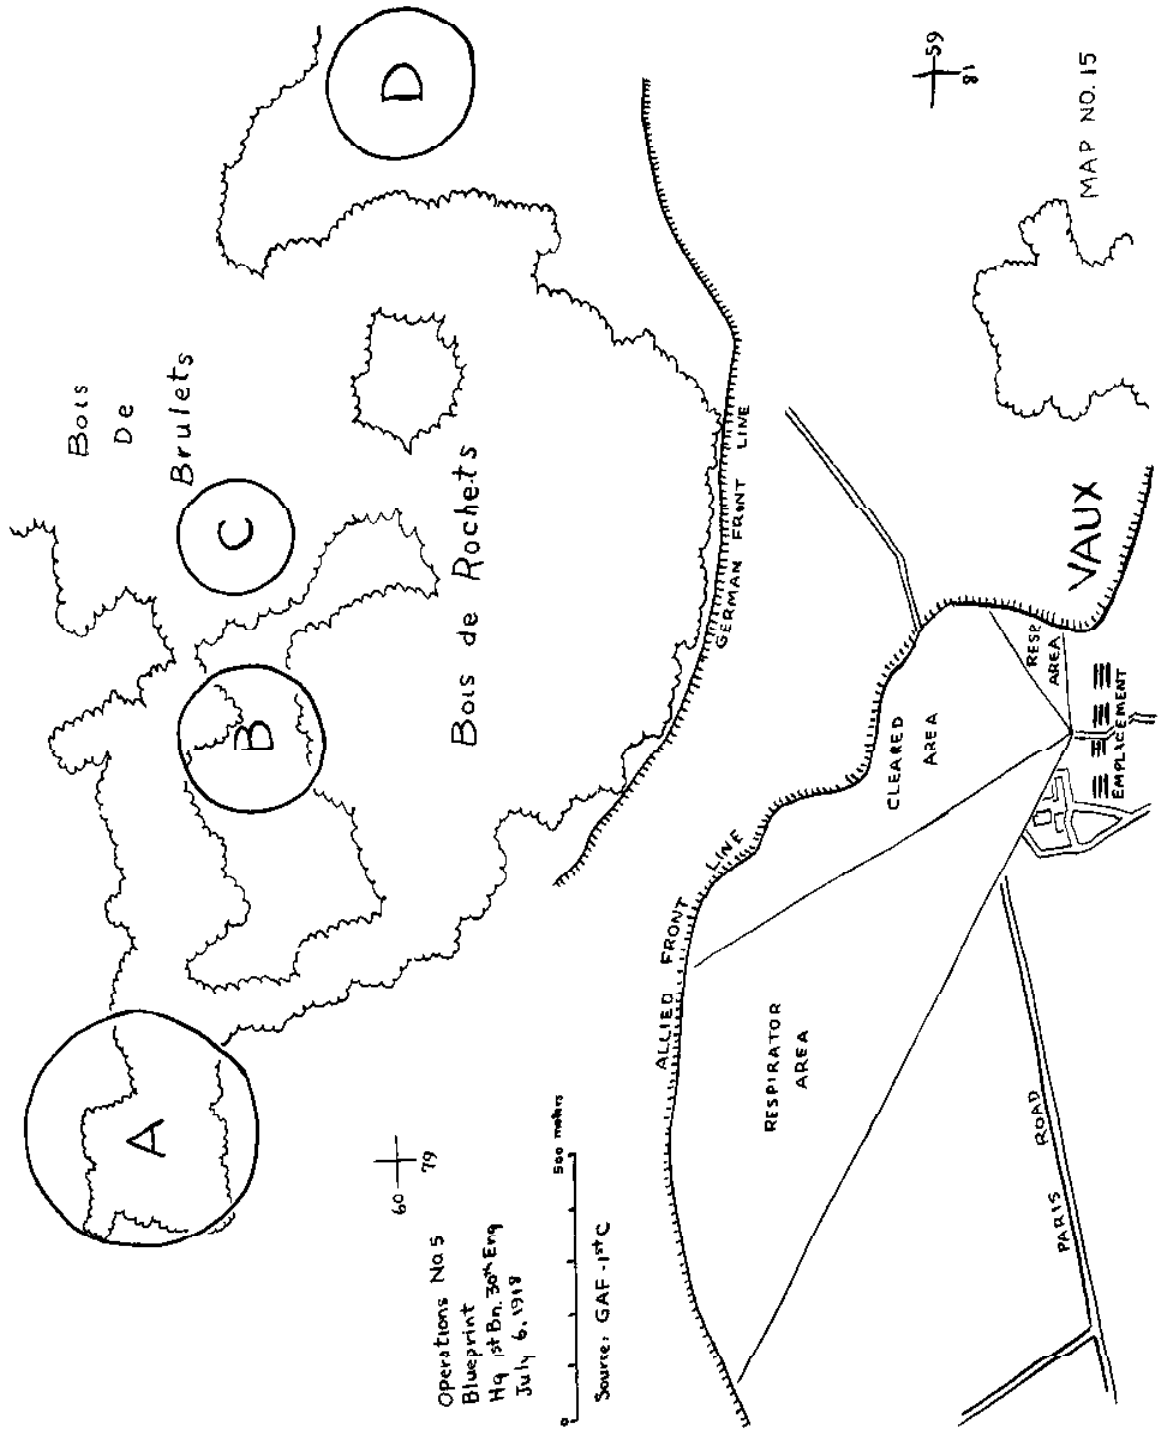 A
B
C
D
Bois
De
Brulets
Bois de Rochets
60
79
Operations No 5
Blueprint
Hq 1st Bn. 30th Eng
July 6, 1918
0
500 meters
Source: GAF - 1st C
GERMAN FRONT LINE
ALLIED FRONT LINE
RESPIRATOR
AREA
CLEARED
AREA
RESP.
AREA
VAUX
EMPLACEMENT
PARIS ROAD
59
81
MAP NO. 15